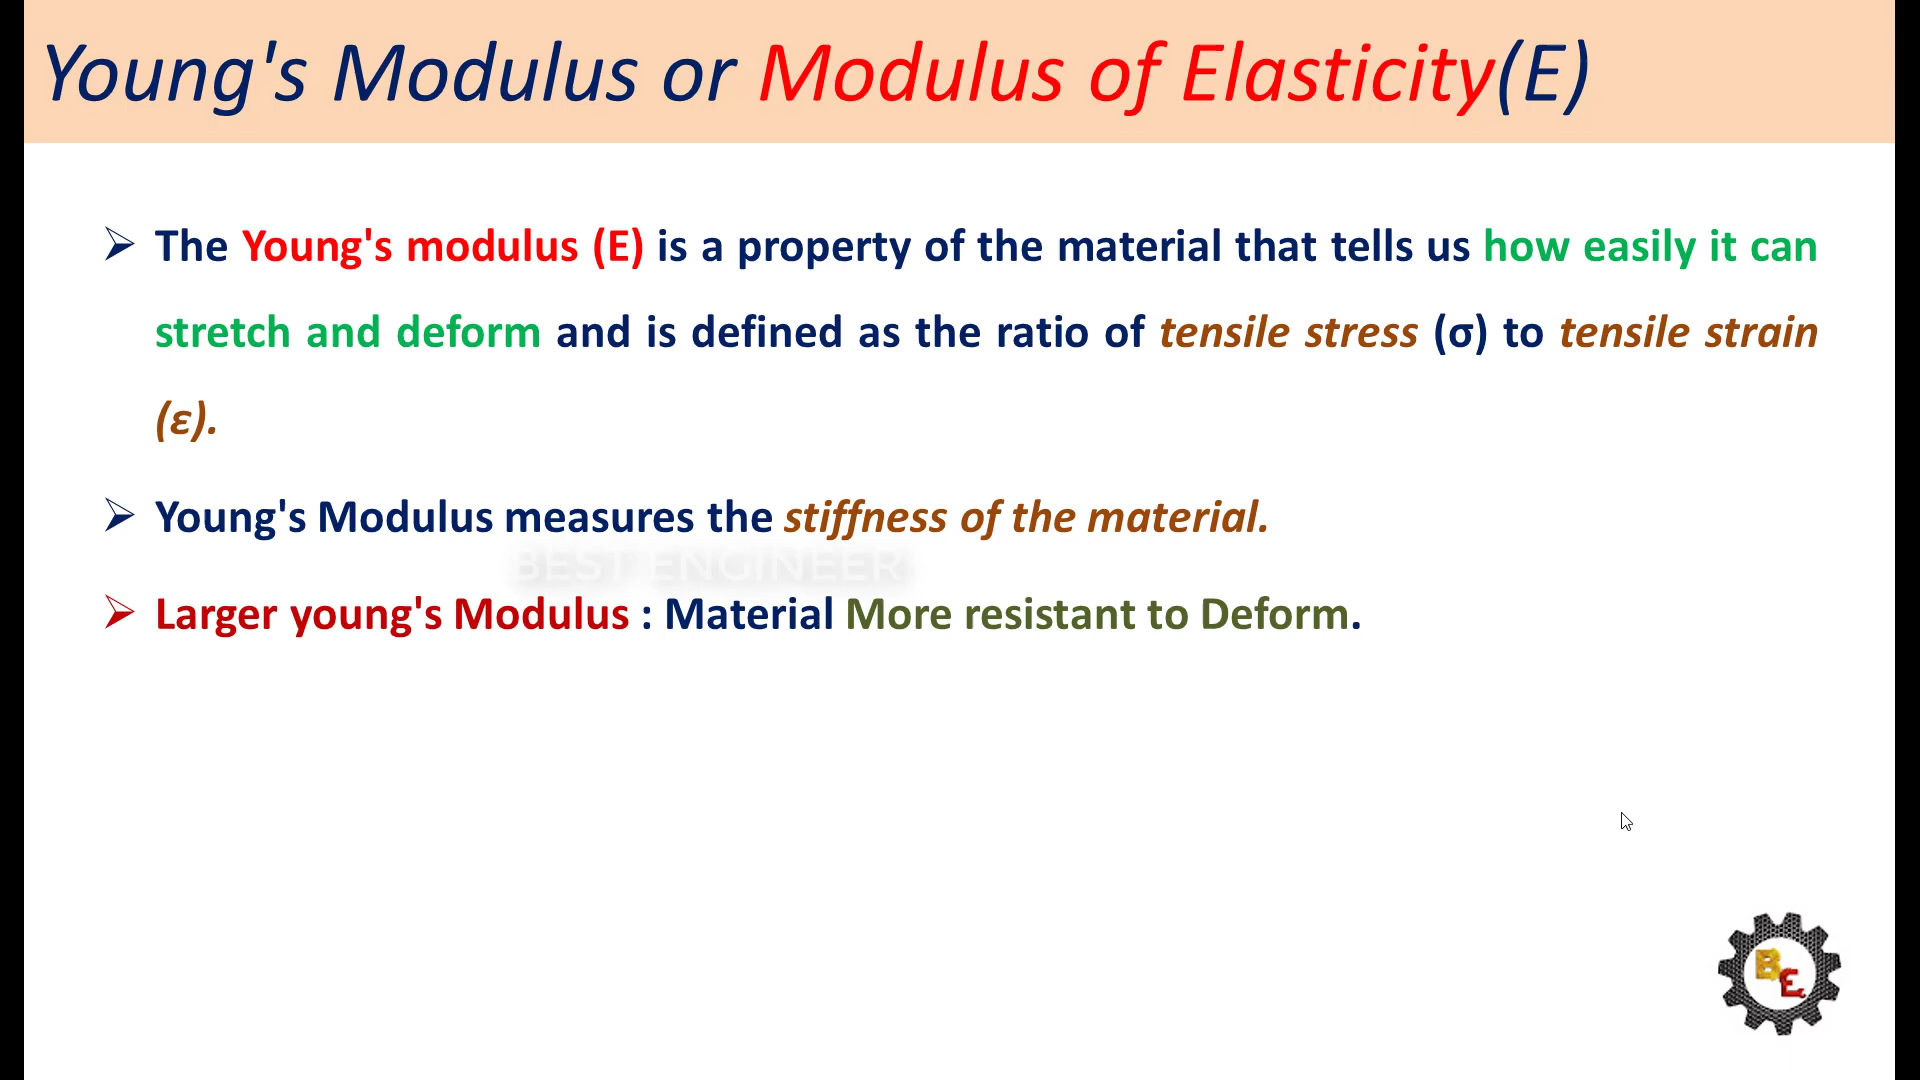 Young's Modulus or Modulus of Elasticity(E)
➢ The Young's modulus (E) is a property of the material that tells us how easily it can
stretch and deform and is defined as the ratio of tensile stress (σ) to tensile strain
(ε).
➢ Young's Modulus measures the stiffness of the material.
BEST ENGINEER
➢ Larger young's Modulus : Material More resistant to Deform.
BE